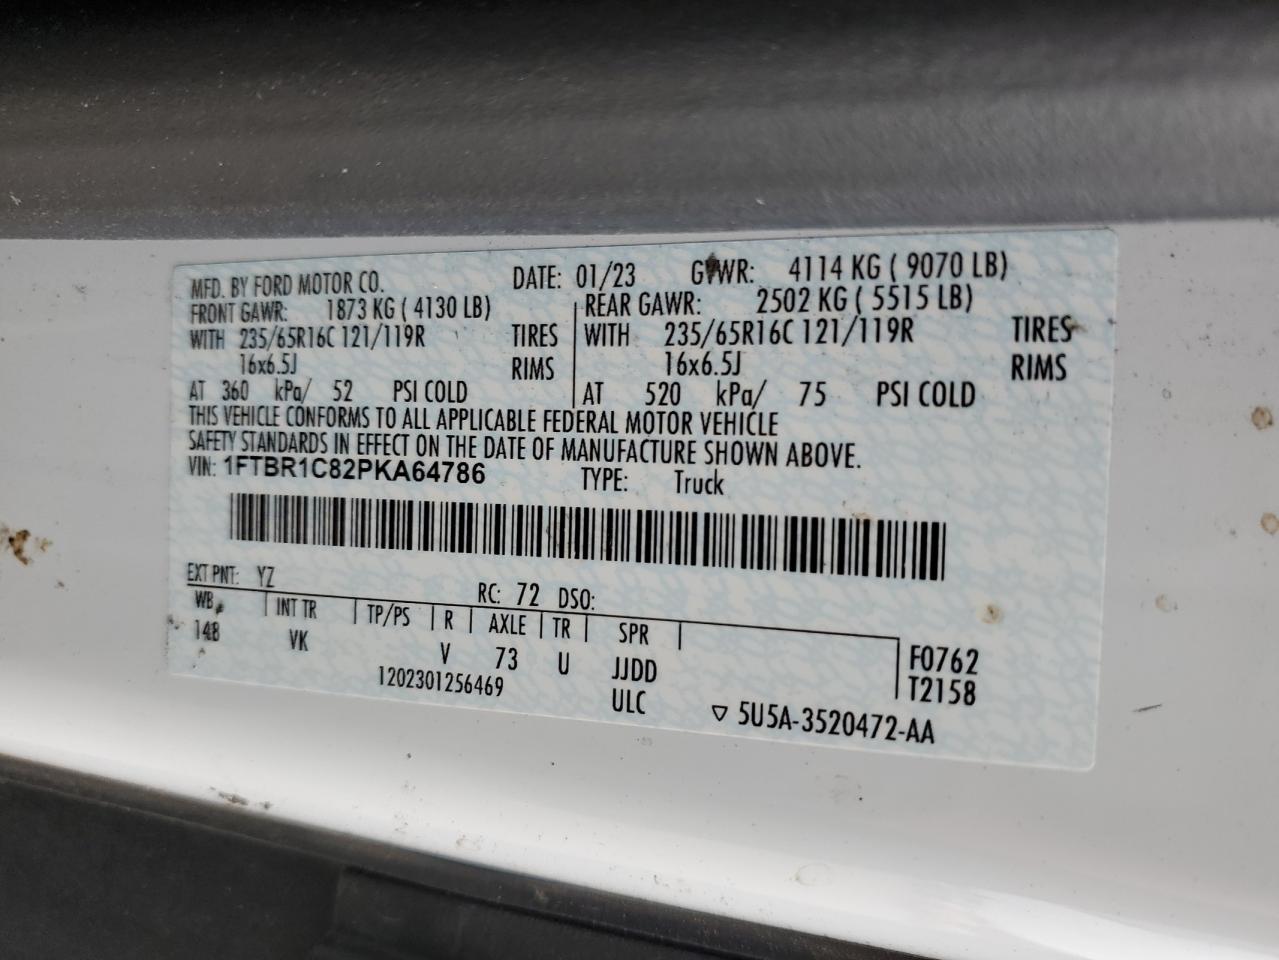 MFD. BY FORD MOTOR CO. DATE: 01/23 GVWR: 4114 KG ( 9070 LB)
FRONT GAWR: 1873 KG ( 4130 LB) REAR GAWR: 2502 KG ( 5515 LB)
WITH 235/65R16C 121/119R TIRES WITH 235/65R16C 121/119R TIRES
16x6.5J RIMS 16x6.5J RIMS
AT 360 kPa/ 52 PSI COLD AT 520 kPa/ 75 PSI COLD
THIS VEHICLE CONFORMS TO ALL APPLICABLE FEDERAL MOTOR VEHICLE
SAFETY STANDARDS IN EFFECT ON THE DATE OF MANUFACTURE SHOWN ABOVE.
VIN: 1FTBR1C82PKA64786 TYPE: Truck
EXT PNT: YZ RC: 72 DSO:
WB INT TR TP/PS R AXLE TR SPR
148 VK V 73 U JJDD F0762
1202301256469 ULC T2158
▽ 5U5A-3520472-AA